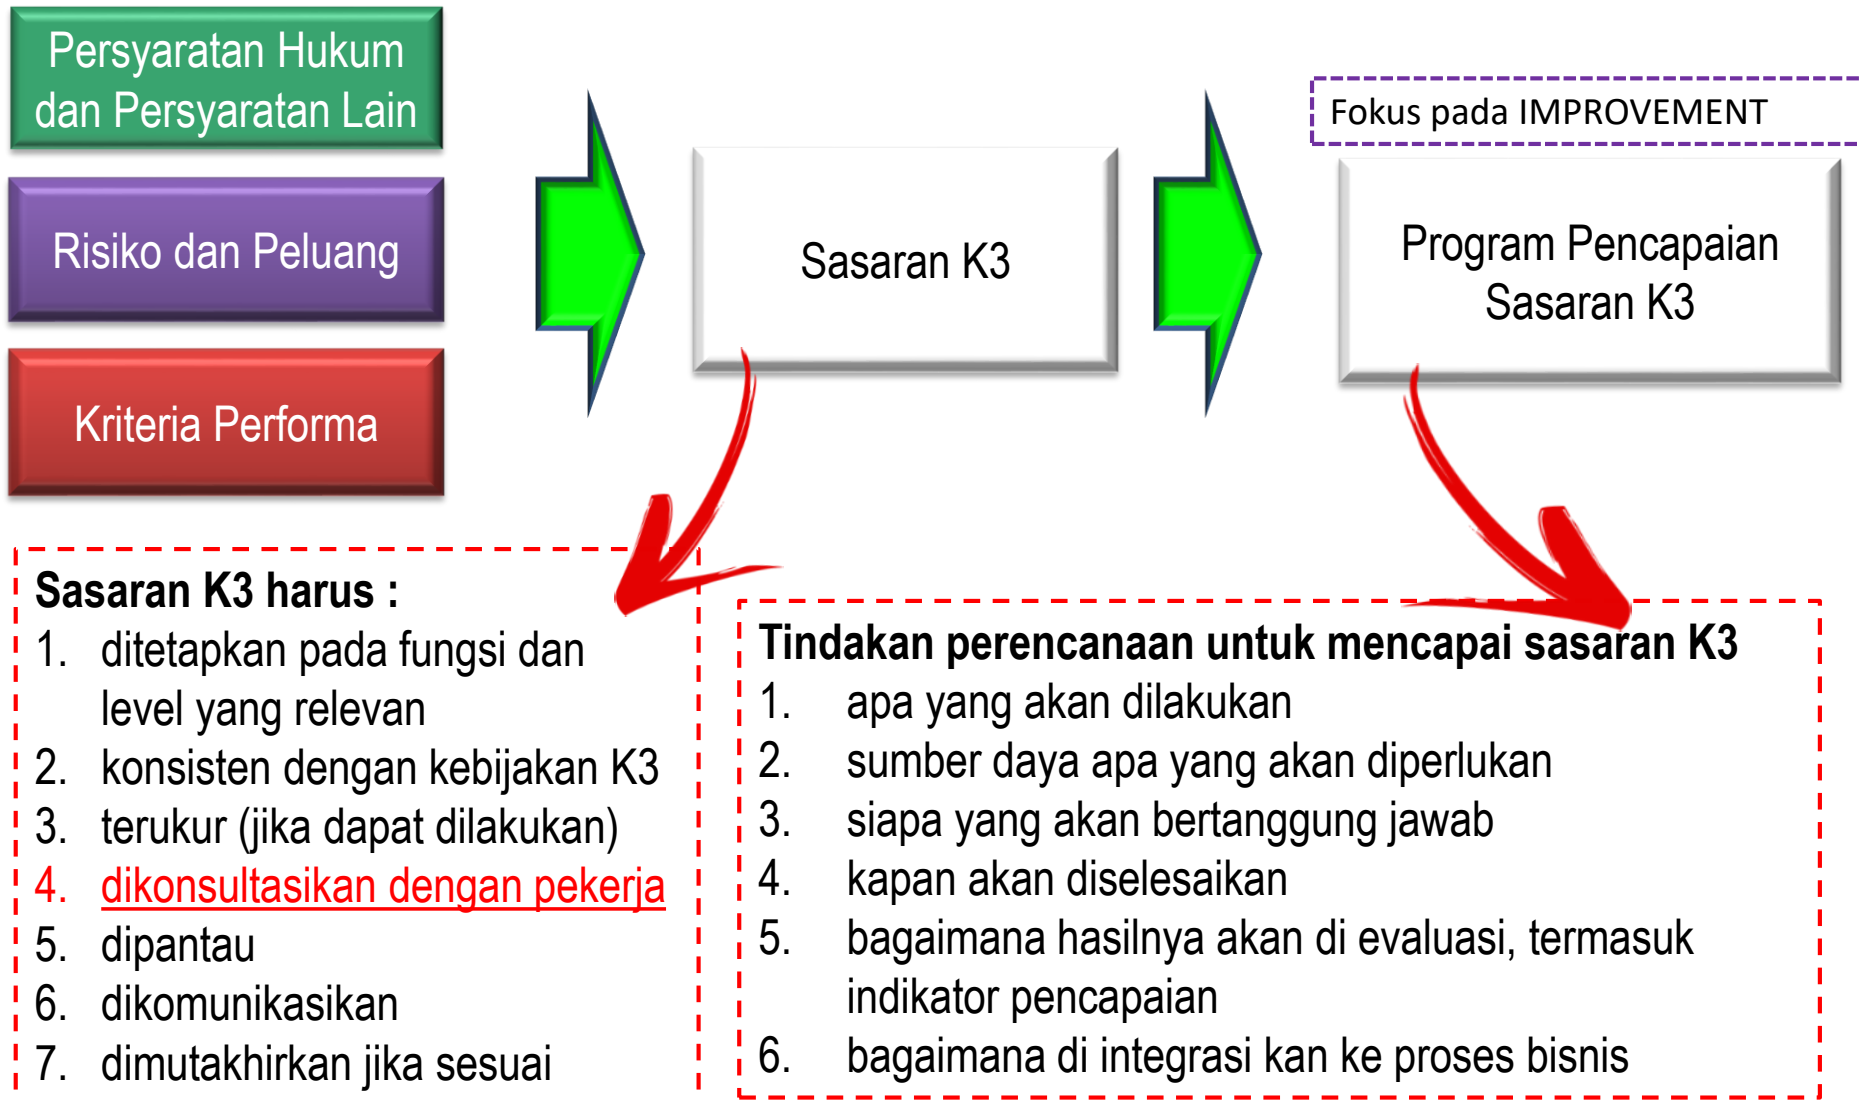 Persyaratan Hukum
dan Persyaratan Lain
Risiko dan Peluang
Kriteria Performa
Sasaran K3
Fokus pada IMPROVEMENT
Program Pencapaian
Sasaran K3
Sasaran K3 harus :
1. ditetapkan pada fungsi dan
level yang relevan
2. konsisten dengan kebijakan K3
3. terukur (jika dapat dilakukan)
4. dikonsultasikan dengan pekerja
5. dipantau
6. dikomunikasikan
7. dimutakhirkan jika sesuai
Tindakan perencanaan untuk mencapai sasaran K3
1. apa yang akan dilakukan
2. sumber daya apa yang akan diperlukan
3. siapa yang akan bertanggung jawab
4. kapan akan diselesaikan
5. bagaimana hasilnya akan di evaluasi, termasuk
indikator pencapaian
6. bagaimana di integrasi kan ke proses bisnis